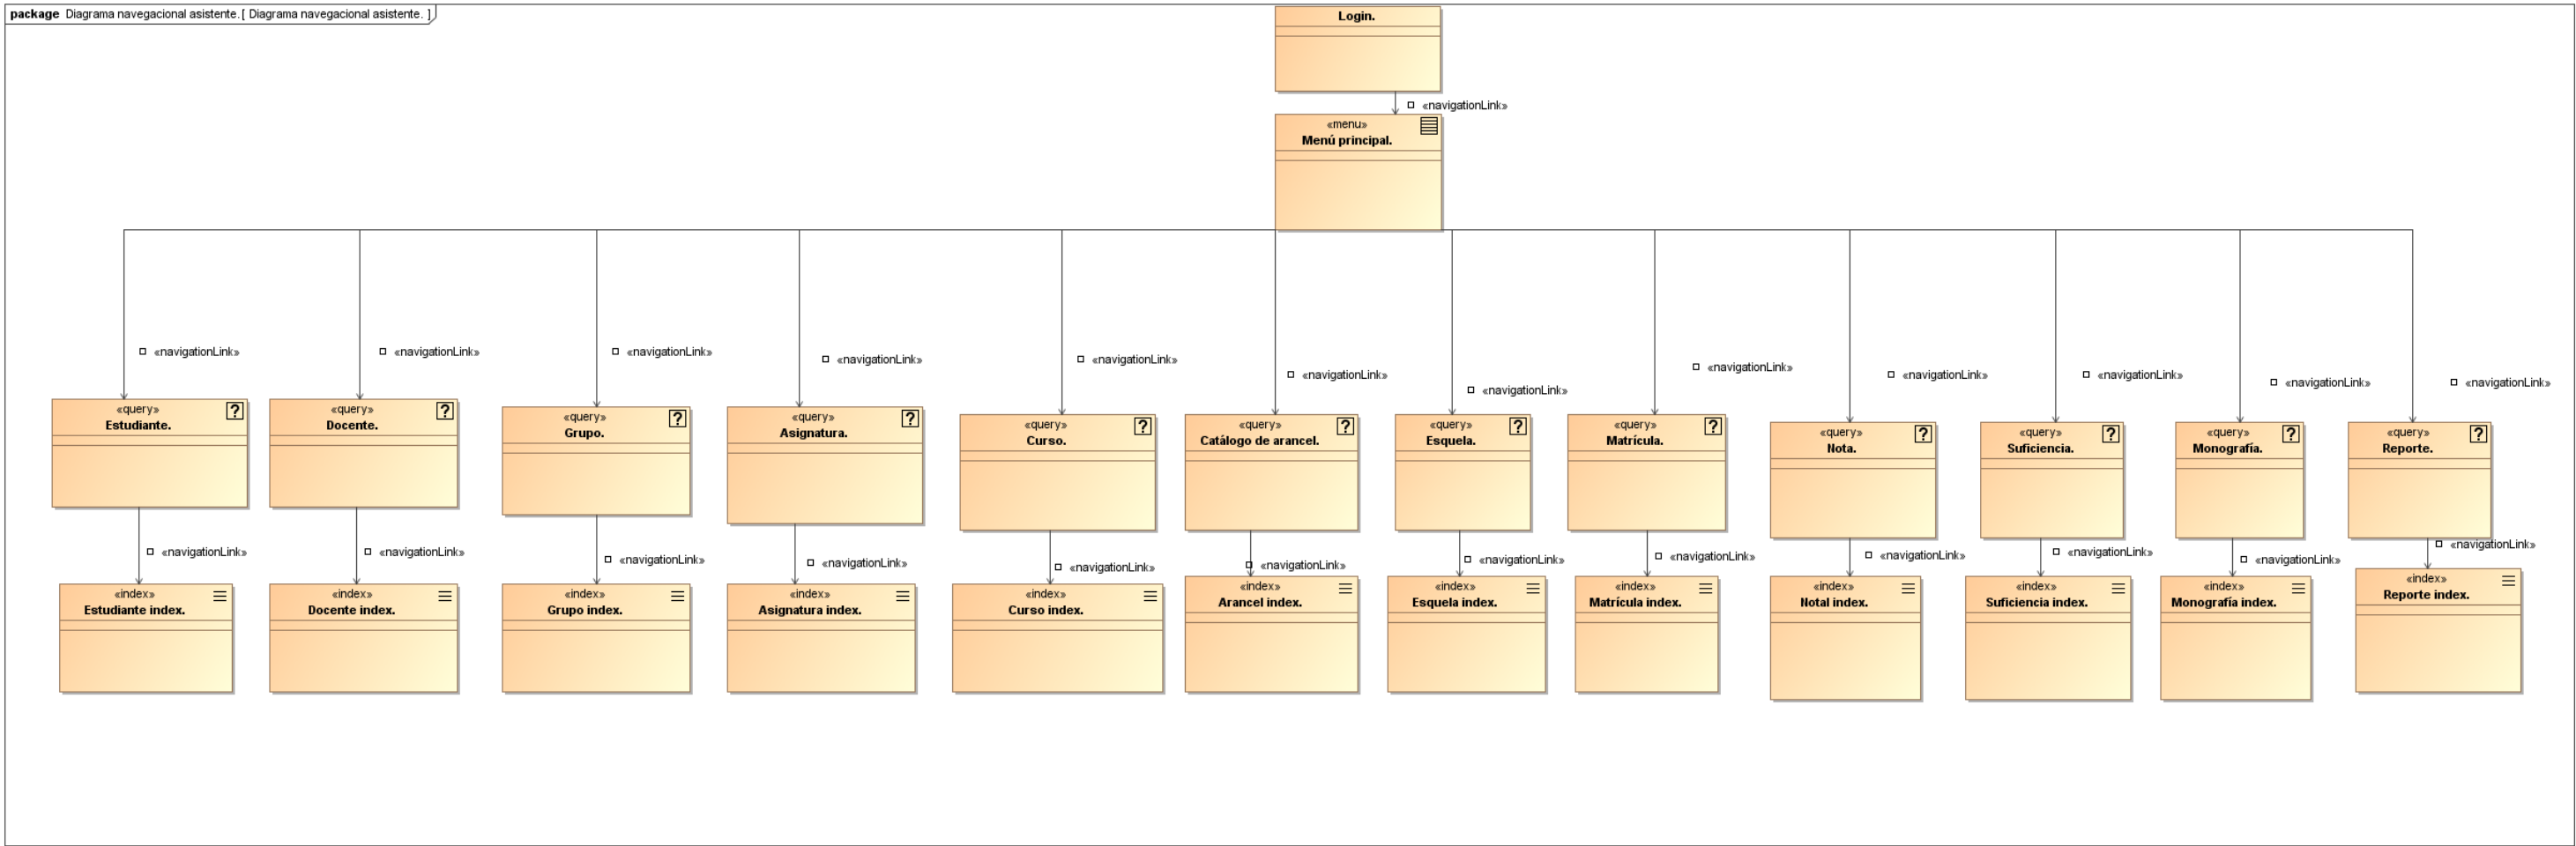 package Diagrama navegacional asistente.[ Diagrama navegacional asistente. ]
Login.
«navigationLink»
«menu»
Menú principal.
«navigationLink»
«navigationLink»
«navigationLink»
«navigationLink»
«navigationLink»
«navigationLink»
«navigationLink»
«navigationLink»
«navigationLink»
«navigationLink»
«navigationLink»
«navigationLink»
«query»
Estudiante.
?
«query»
Docente.
?
«query»
Grupo.
?
«query»
Asignatura.
?
«query»
Curso.
?
«query»
Catálogo de arancel.
?
«query»
Esquela.
?
«query»
Matrícula.
?
«query»
Nota.
?
«query»
Suficiencia.
?
«query»
Monografía.
?
«query»
Reporte.
?
«navigationLink»
«navigationLink»
«navigationLink»
«navigationLink»
«navigationLink»
«navigationLink»
«navigationLink»
«navigationLink»
«navigationLink»
«navigationLink»
«navigationLink»
«navigationLink»
«index»
Estudiante index.
«index»
Docente index.
«index»
Grupo index.
«index»
Asignatura index.
«index»
Curso index.
«index»
Arancel index.
«index»
Esquela index.
«index»
Matrícula index.
«index»
Notal index.
«index»
Suficiencia index.
«index»
Monografía index.
«index»
Reporte index.